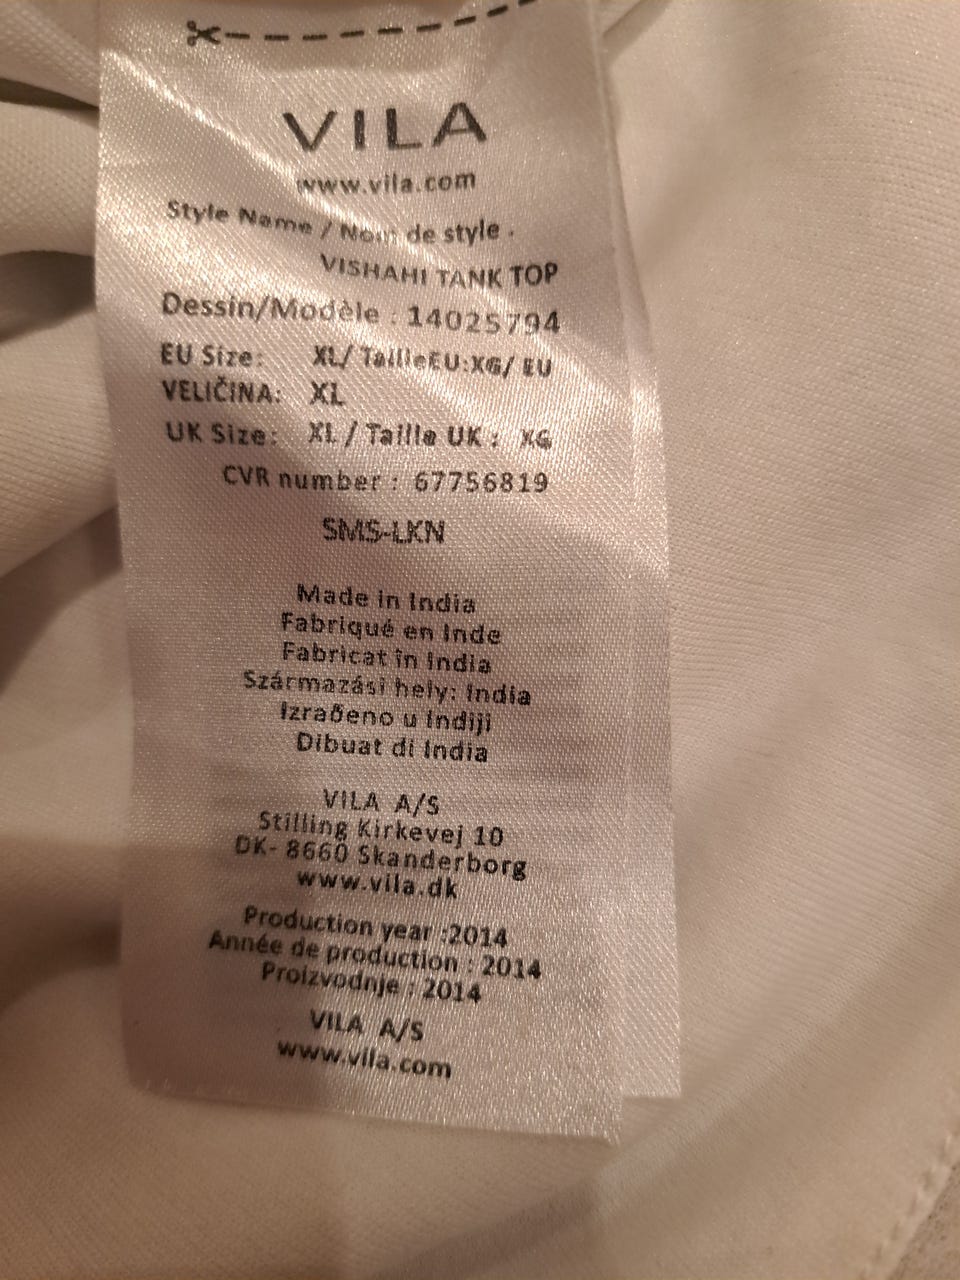 VILA
www.vila.com
Style Name / Nom de style .
VISHAHI TANK TOP
Dessin/Modèle : 14025794
EU Size: XL/ TailleEU:XG/ EU
VELIČINA: XL
UK Size: XL / Taille UK : XG
CVR number : 67756819
SMS-LKN
Made in India
Fabriqué en Inde
Fabricat în India
Származási hely: India
Izrađeno u Indiji
Dibuat di India
VILA A/S
Stilling Kirkevej 10
DK- 8660 Skanderborg
www.vila.dk
Production year :2014
Année de production : 2014
Proizvodnje : 2014
VILA A/S
www.vila.com